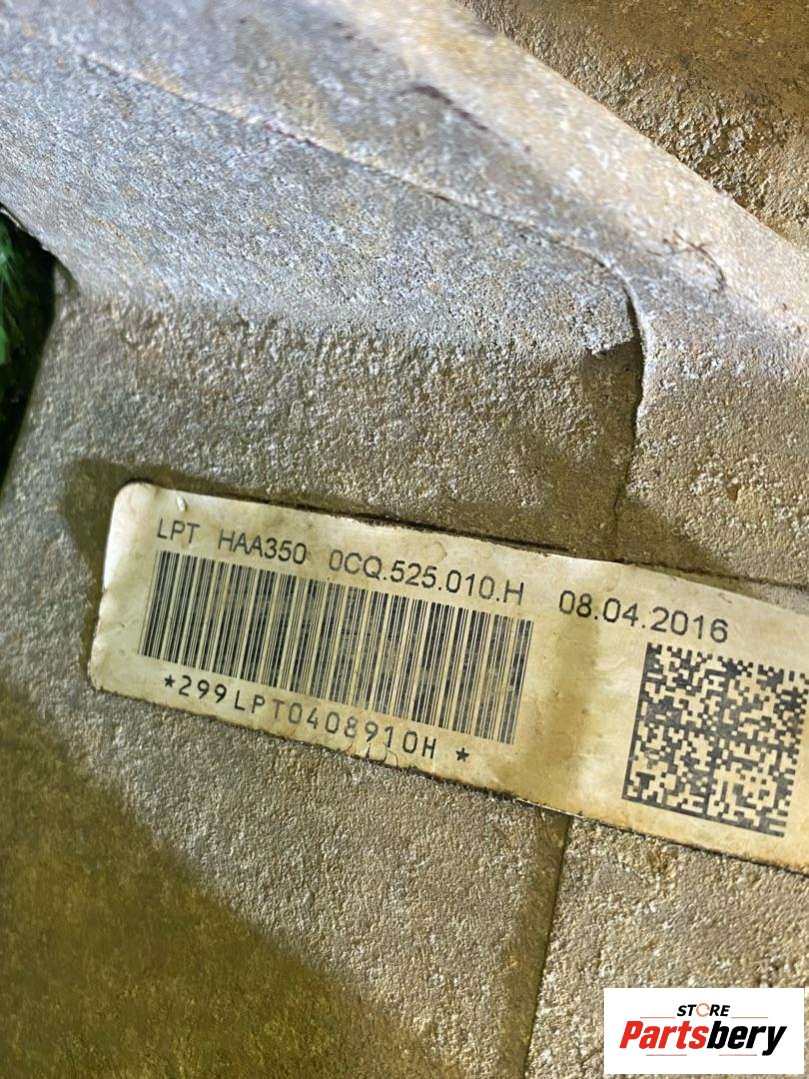 LPT HAA350 0CQ.525.010.H 08.04.2016
*299LPT0408910H *
STORE
Partsbery